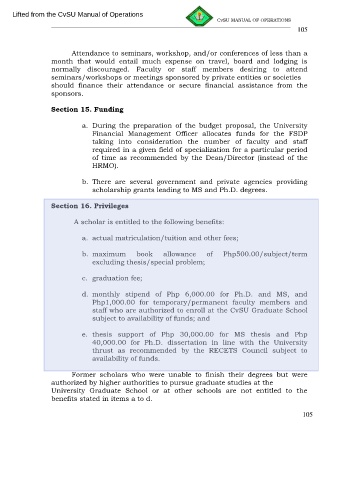 Lifted from the CvSU Manual of Operations
CvSU MANUAL OF OPERATIONS
105
Attendance to seminars, workshop, and/or conferences of less than a
month that would entail much expense on travel, board and lodging is
normally discouraged. Faculty or staff members desiring to attend
seminars/workshops or meetings sponsored by private entities or societies
should finance their attendance or secure financial assistance from the
sponsors.
Section 15. Funding
a. During the preparation of the budget proposal, the University
Financial Management Officer allocates funds for the FSDP
taking into consideration the number of faculty and staff
required in a given field of specialization for a particular period
of time as recommended by the Dean/Director (instead of the
HRMO).
b. There are several government and private agencies providing
scholarship grants leading to MS and Ph.D. degrees.
Section 16. Privileges
A scholar is entitled to the following benefits:
a. actual matriculation/tuition and other fees;
b. maximum book allowance of Php500.00/subject/term
excluding thesis/special problem;
c. graduation fee;
d. monthly stipend of Php 6,000.00 for Ph.D. and MS, and
Php1,000.00 for temporary/permanent faculty members and
staff who are authorized to enroll at the CvSU Graduate School
subject to availability of funds; and
e. thesis support of Php 30,000.00 for MS thesis and Php
40,000.00 for Ph.D. dissertation in line with the University
thrust as recommended by the RECETS Council subject to
availability of funds.
Former scholars who were unable to finish their degrees but were
authorized by higher authorities to pursue graduate studies at the
University Graduate School or at other schools are not entitled to the
benefits stated in items a to d.
105